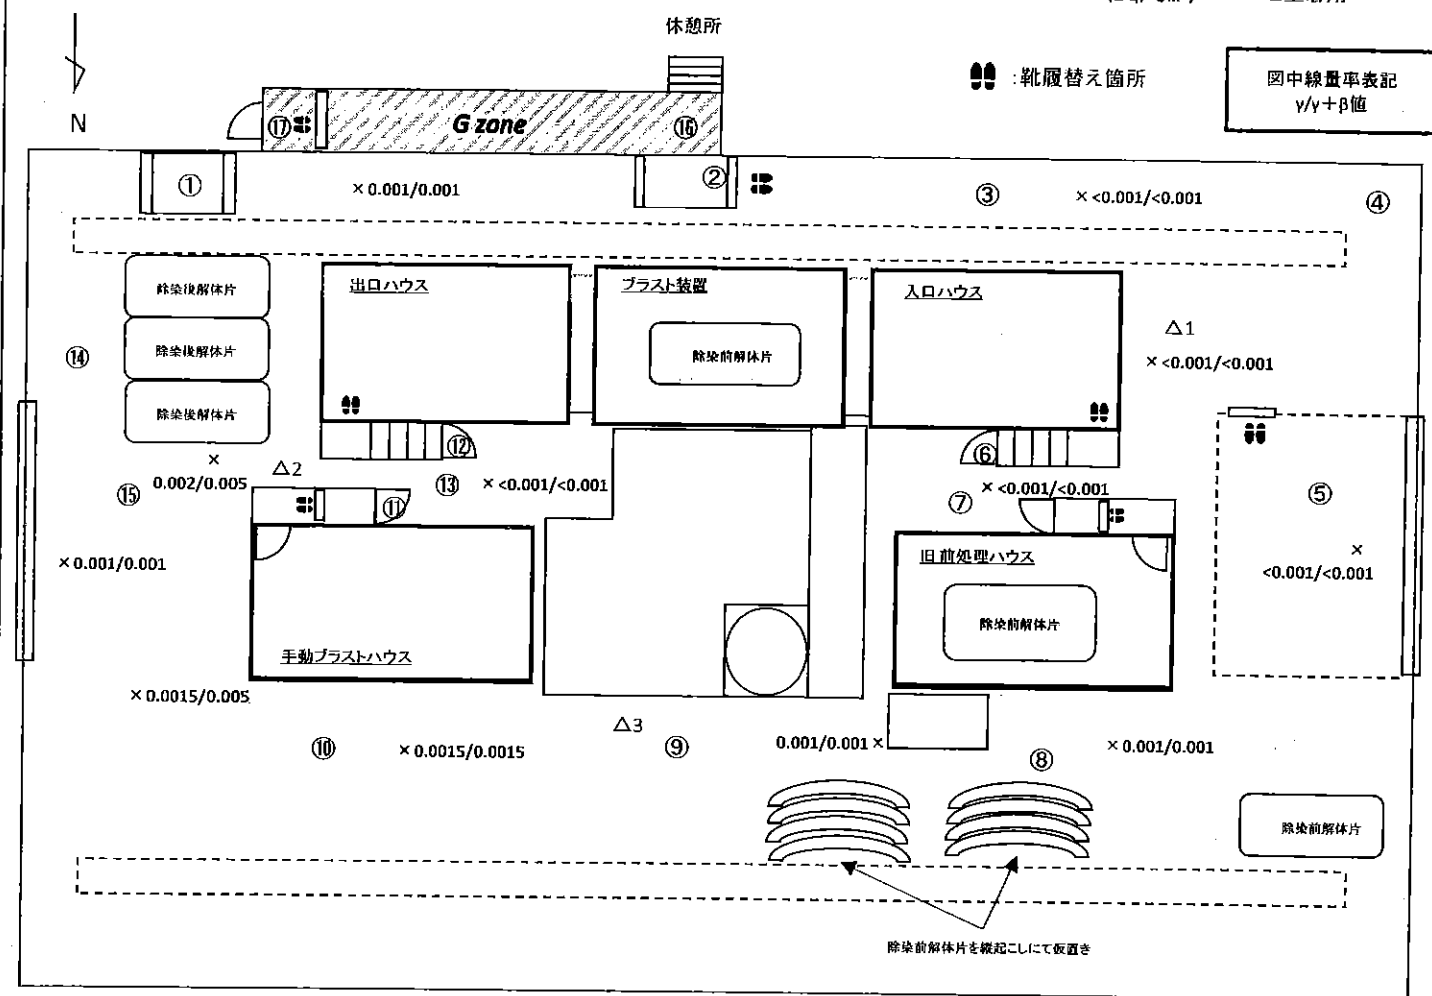 休憩所
:靴履替え箇所
図中線量率表記
γ/γ+β値
N
⑰
G zone
⑯
①
× 0.001/0.001
②
③
× <0.001/<0.001
④
除染後解体片
除染後解体片
除染後解体片
出口ハウス
ブラスト装置
除染前解体片
入口ハウス
△1
× <0.001/<0.001
⑭
⑫
⑥
×
0.002/0.005
△2
⑮
⑬
× <0.001/<0.001
⑪
× <0.001/<0.001
⑦
⑤
×
<0.001/<0.001
× 0.001/0.001
旧前処理ハウス
除染前解体片
手動ブラストハウス
× 0.0015/0.005
⑩
× 0.0015/0.0015
△3
⑨
0.001/0.001 ×
⑧
× 0.001/0.001
除染前解体片
除染前解体片を縦起こしにて仮置き